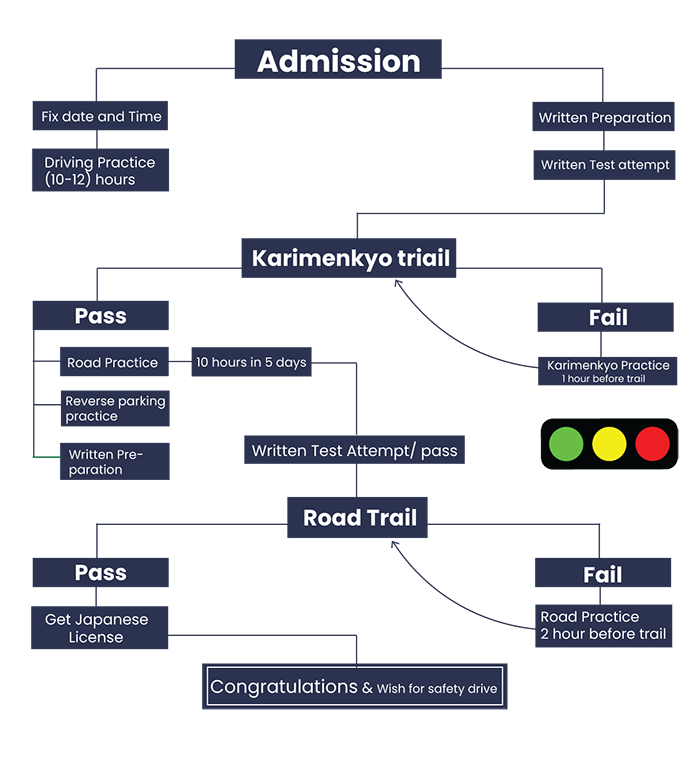 Admission
Fix date and Time
Driving Practice
(10-12) hours
Written Preparation
Written Test attempt
Karimenkyo triail
Pass
Road Practice
10 hours in 5 days
Reverse parking
practice
Written Pre-
paration
Fail
Karimenkyo Practice
1 hour before trail
Written Test Attempt/ pass
Road Trail
Pass
Get Japanese
License
Fail
Road Practice
2 hour before trail
Congratulations & Wish for safety drive